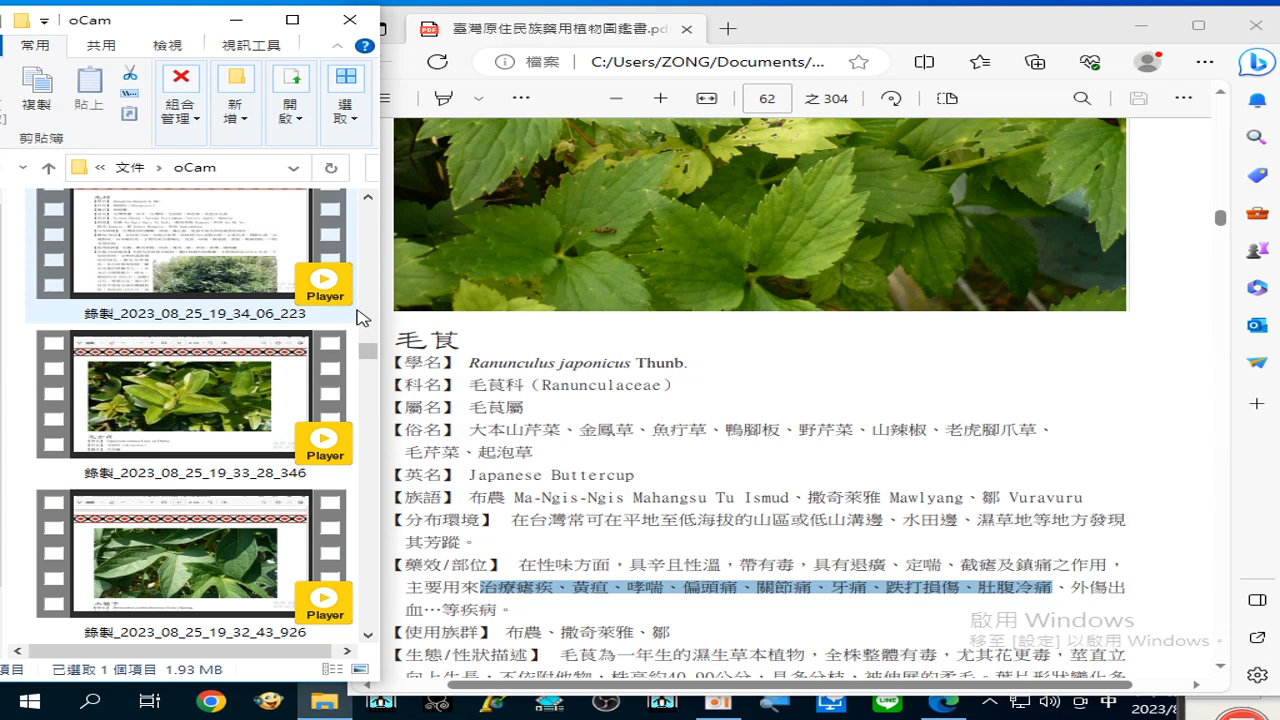 oCam
常用
共用
檢視
視訊工具
複製
貼上
組合
管理
新
增
開
啟
選
取
剪貼簿
文件
oCam
Player
錄製_2023_08_25_19_34_06_223
Player
錄製_2023_08_25_19_33_28_346
Player
錄製_2023_08_25_19_32_43_926
項目
已選取 1 個項目 1.93 MB
臺灣原住民族藥用植物圖鑑書.pd
檔案
C:/Users/ZONG/Documents/...
62
之 304
毛茛
【學名】 Ranunculus japonicus Thunb.
【科名】 毛茛科（Ranunculaceae）
【屬名】 毛茛屬
【俗名】 大本山芹菜、金鳳草、魚疔草、鴨腳板、野芹菜、山辣椒、老虎腳爪草、
毛芹菜、起泡草
【英名】 Japanese Buttercup
【族語】 布農 Ma-Ngis-Ngis Mahangsu Tu Ismud、撒奇萊雅 Mawlyang、鄒 Vuravuru
【分布環境】 在台灣常可在平地至低海拔的山區或低山溝邊、水田邊、濕草地等地方發現
其芳蹤。
【藥效/部位】 在性味方面，具辛且性溫，帶有毒，具有退癀、定喘、截瘧及鎮痛之作用，
主要用來治療瘧疾、黃疸、哮喘、偏頭痛、關節痛、牙痛、跌打損傷、肚腹冷痛、外傷出
血…等疾病。
【使用族群】 布農、撒奇萊雅、鄒
【生態/性狀描述】 毛茛為一年生的濕生草本植物，全株整體有毒，尤其花更毒，莖直立
啟用 Windows
移至 [設定] 以啟用 Windows。
中
2023/8